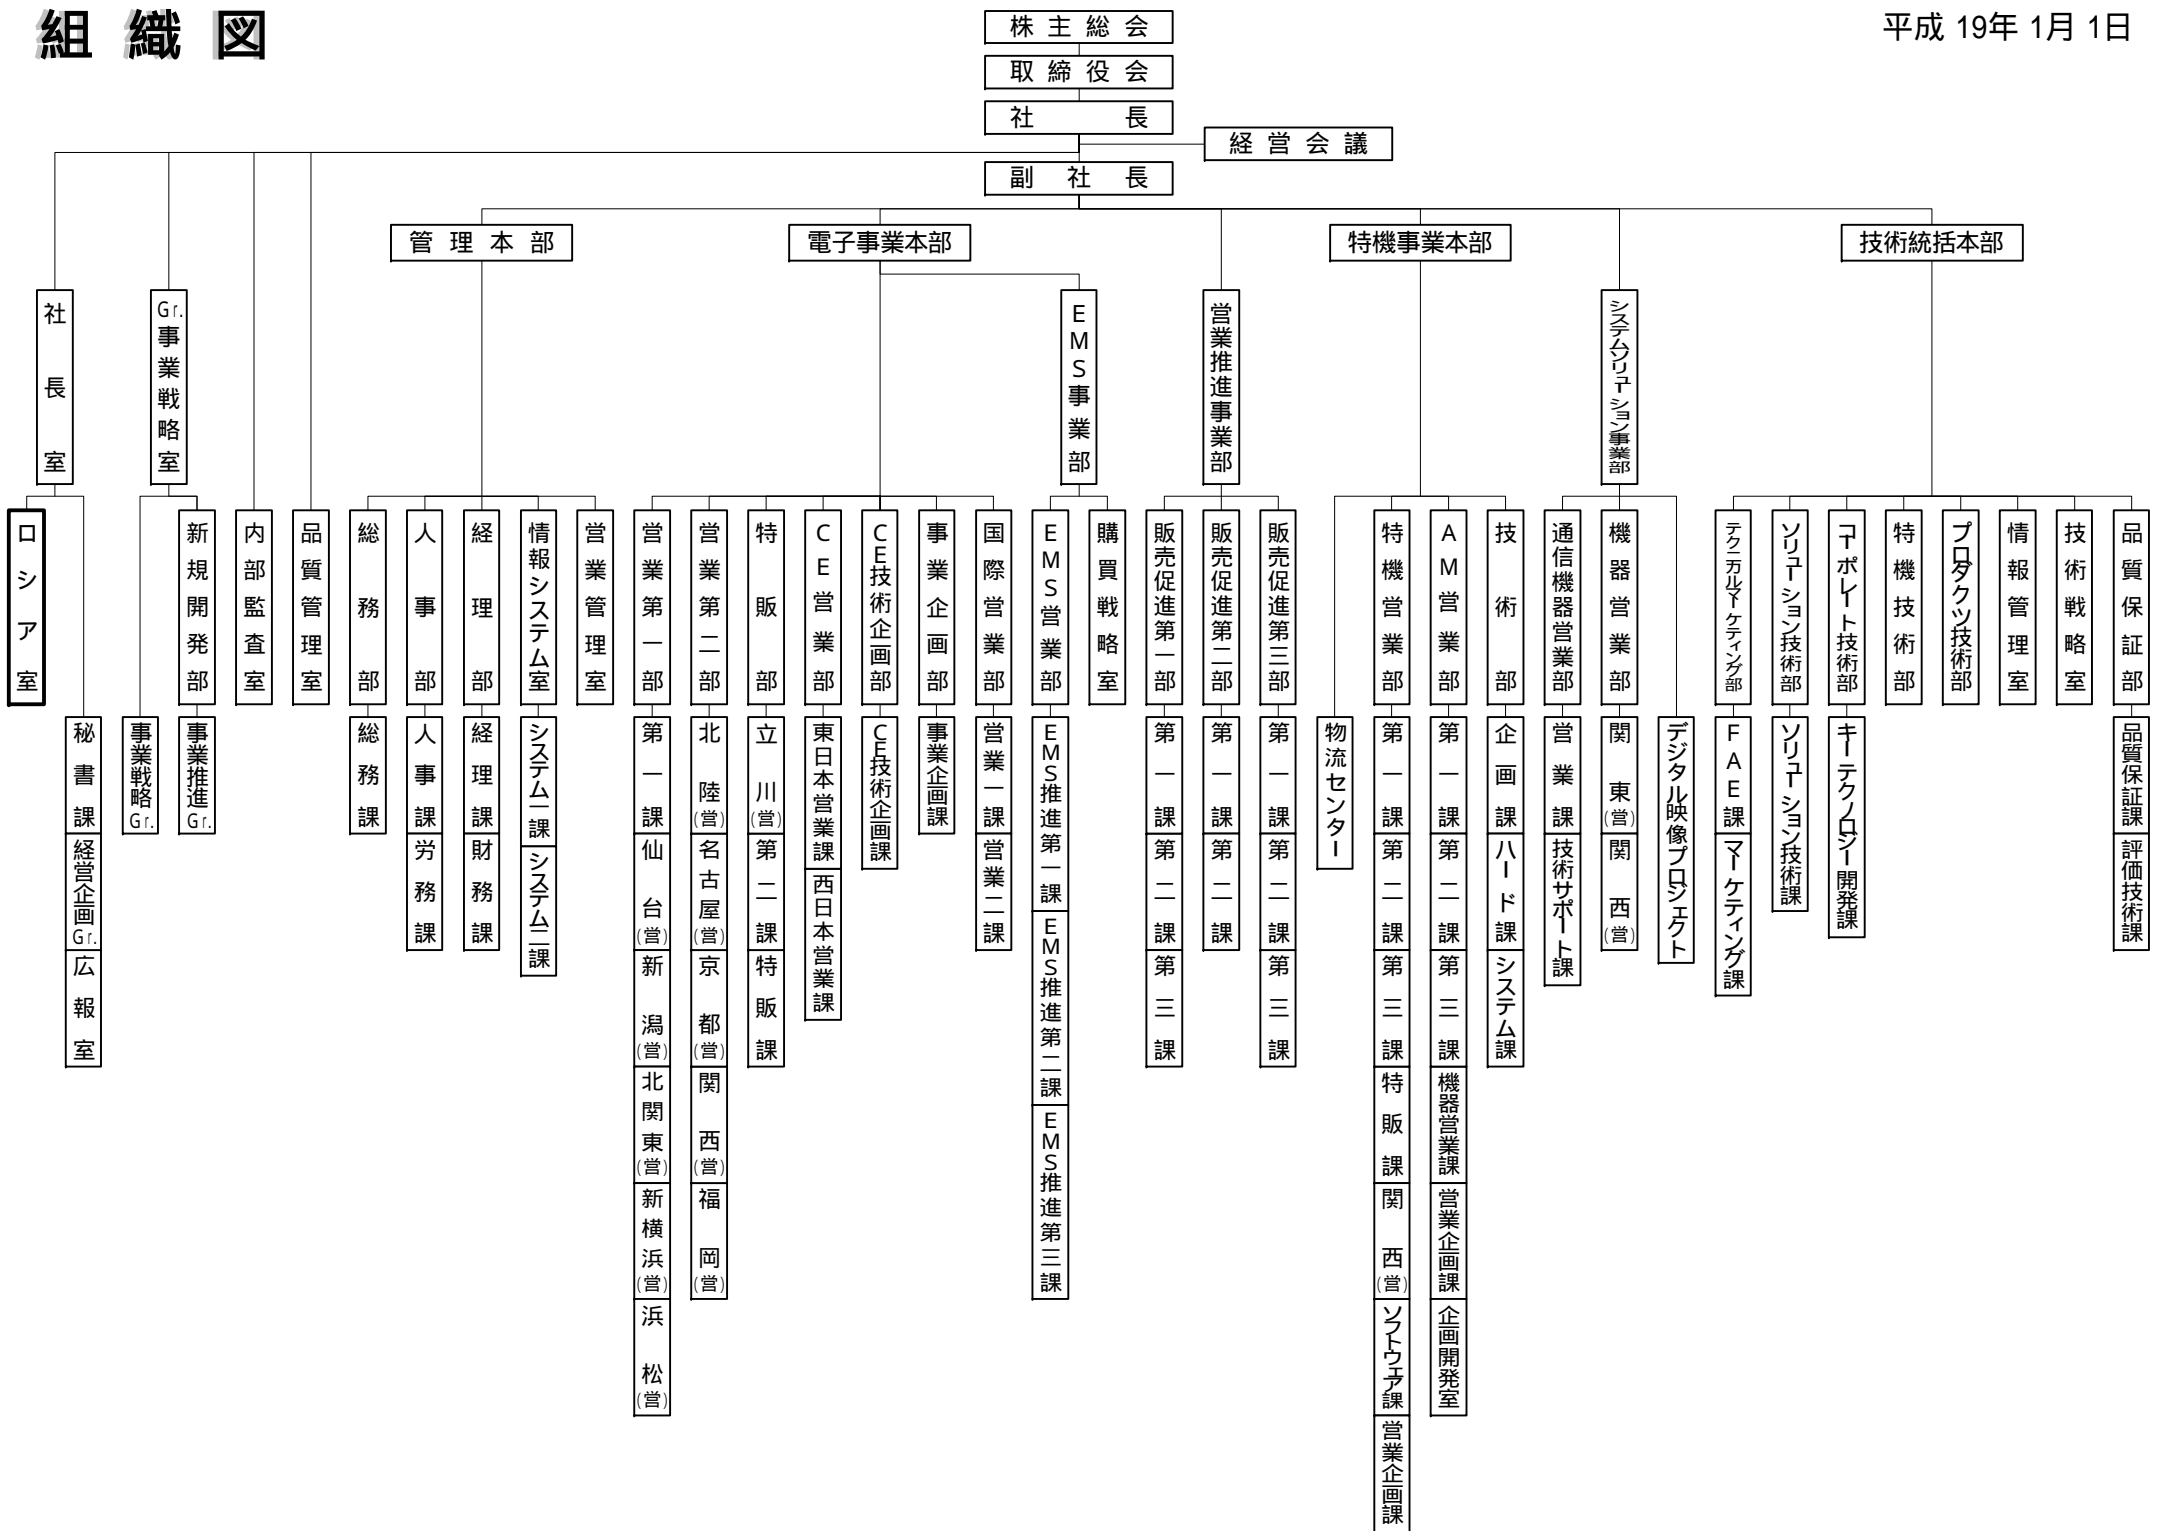 組織図
平成 19年 1月 1日
株主総会
取締役会
社長
経営会議
副社長
管理本部
電子事業本部
特機事業本部
技術統括本部
社長室
Gr.事業戦略室
EMS事業部
営業推進事業部
システムソリューション事業部
ロシア室
新規開発部
内部監査室
品質管理室
総務部
人事部
経理部
情報システム室
営業管理室
営業第一部
営業第二部
特販部
CE営業部
CE技術企画部
事業企画部
国際営業部
EMS営業部
購買戦略室
販売促進第一部
販売促進第二部
販売促進第三部
特機営業部
AM営業部
技術部
通信機器営業部
機器営業部
テクニカルマーケティング部
ソリューション技術部
コーポレート技術部
特機技術部
プロダクツ技術部
情報管理室
技術戦略室
品質保証部
秘書課
経営企画Gr.
広報室
事業戦略Gr.
事業推進Gr.
総務課
人事課
労務課
経理課
財務課
システム一課
システム二課
第一課
仙台(営)
新潟(営)
北関東(営)
新横浜(営)
浜松(営)
北陸(営)
名古屋(営)
京都(営)
関西(営)
福岡(営)
立川(営)
第二課
特販課
東日本営業課
西日本営業課
CE技術企画課
事業企画課
営業一課
営業二課
EMS推進第一課
EMS推進第二課
EMS推進第三課
第一課
第二課
第三課
第一課
第二課
第一課
第二課
第三課
物流センター
第一課
第二課
第三課
特販課
関西(営)
ソフトウェア課
営業企画課
第一課
第二課
第三課
機器営業課
営業企画課
企画開発室
企画課
ハード課
システム課
営業課
技術サポート課
関東(営)
関西(営)
デジタル映像プロジェクト
FAE課
マーケティング課
ソリューション技術課
キーテクノロジー開発課
品質保証課
評価技術課